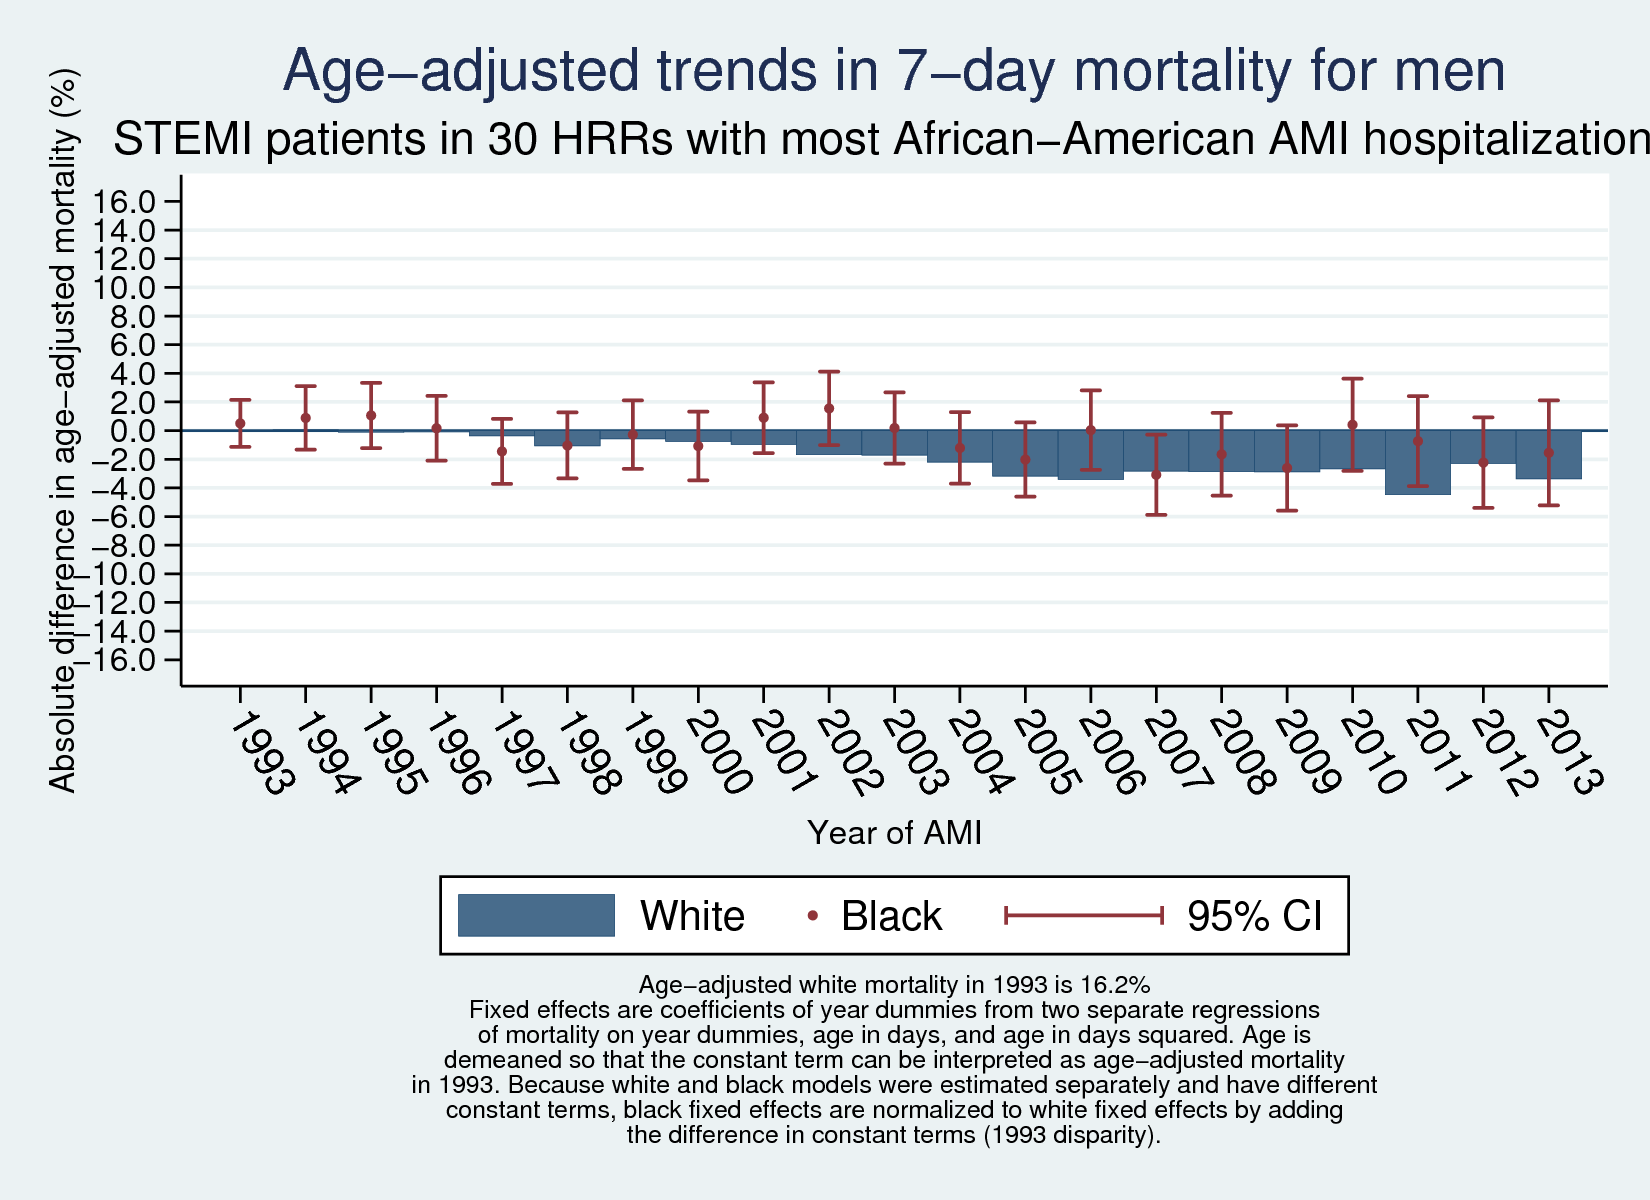 Age–adjusted trends in 7–day mortality for men
STEMI patients in 30 HRRs with most African–American AMI hospitalization
Absolute difference in age–adjusted mortality (%)
16.0
14.0
12.0
10.0
8.0
6.0
4.0
2.0
0.0
–2.0
–4.0
–6.0
–8.0
–10.0
–12.0
–14.0
–16.0
1993 1994 1995 1996 1997 1998 1999 2000 2001 2002 2003 2004 2005 2006 2007 2008 2009 2010 2011 2012 2013
Year of AMI
White Black 95% CI
Age–adjusted white mortality in 1993 is 16.2%
Fixed effects are coefficients of year dummies from two separate regressions
of mortality on year dummies, age in days, and age in days squared. Age is
demeaned so that the constant term can be interpreted as age–adjusted mortality
in 1993. Because white and black models were estimated separately and have different
constant terms, black fixed effects are normalized to white fixed effects by adding
the difference in constant terms (1993 disparity).